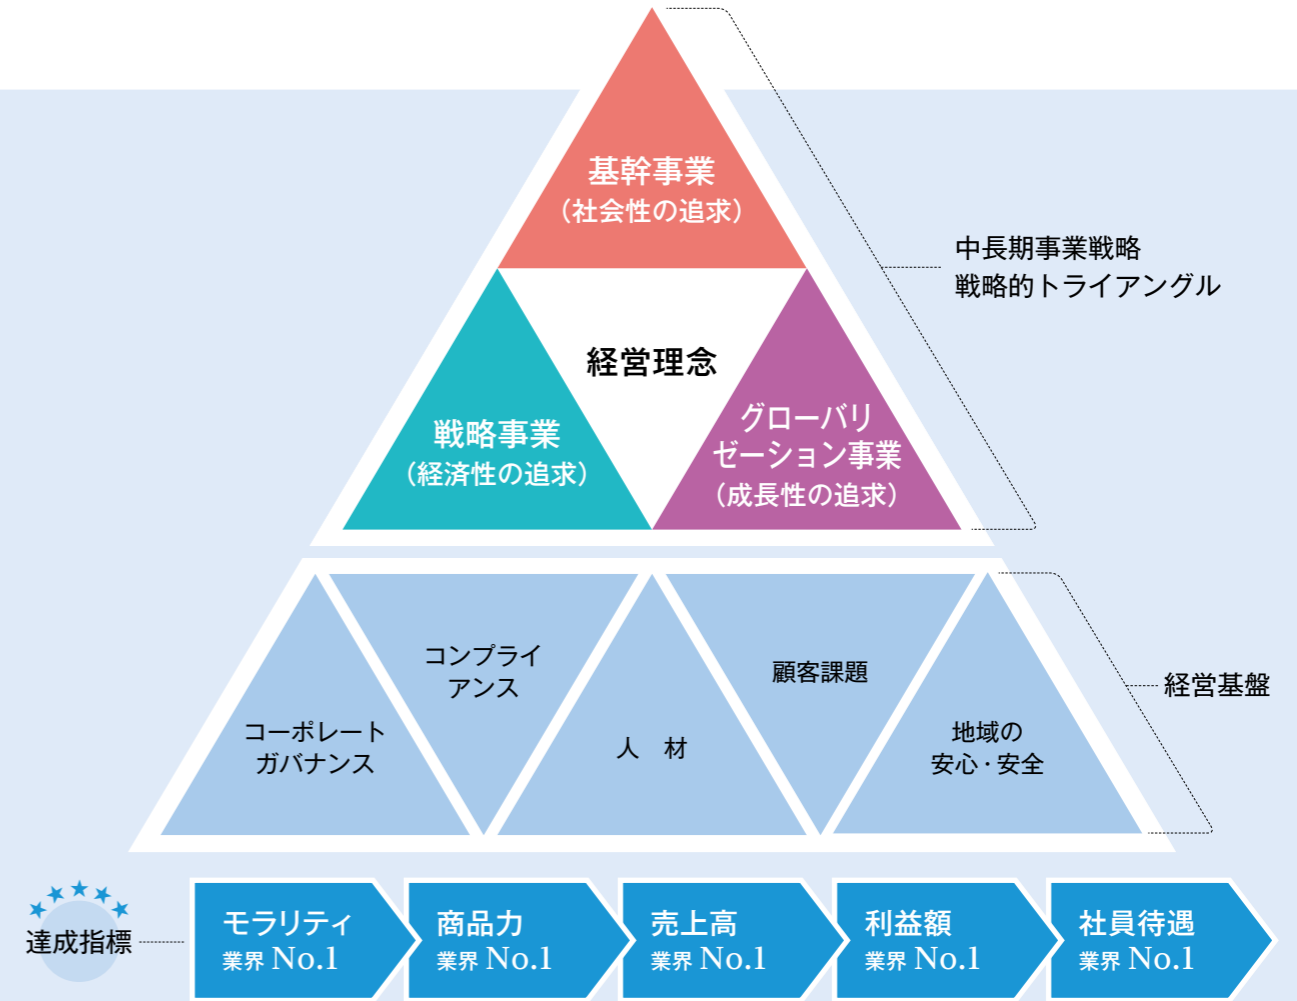 基幹事業
（社会性の追求）
中長期事業戦略
戦略的トライアングル
経営理念
戦略事業
（経済性の追求）
グローバリ
ゼーション事業
（成長性の追求）
コンプライ
アンス
顧客課題
経営基盤
コーポレート
ガバナンス
人　材
地域の
安心・安全
達成指標
モラリティ
業界 No.1
商品力
業界 No.1
売上高
業界 No.1
利益額
業界 No.1
社員待遇
業界 No.1